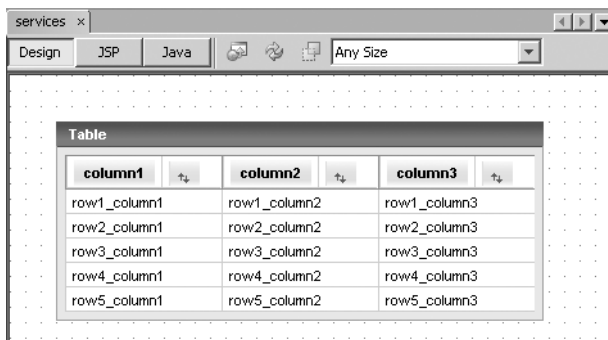 services ×
Design JSP Java Any Size
Table
column1 column2 column3
row1_column1 row1_column2 row1_column3
row2_column1 row2_column2 row2_column3
row3_column1 row3_column2 row3_column3
row4_column1 row4_column2 row4_column3
row5_column1 row5_column2 row5_column3